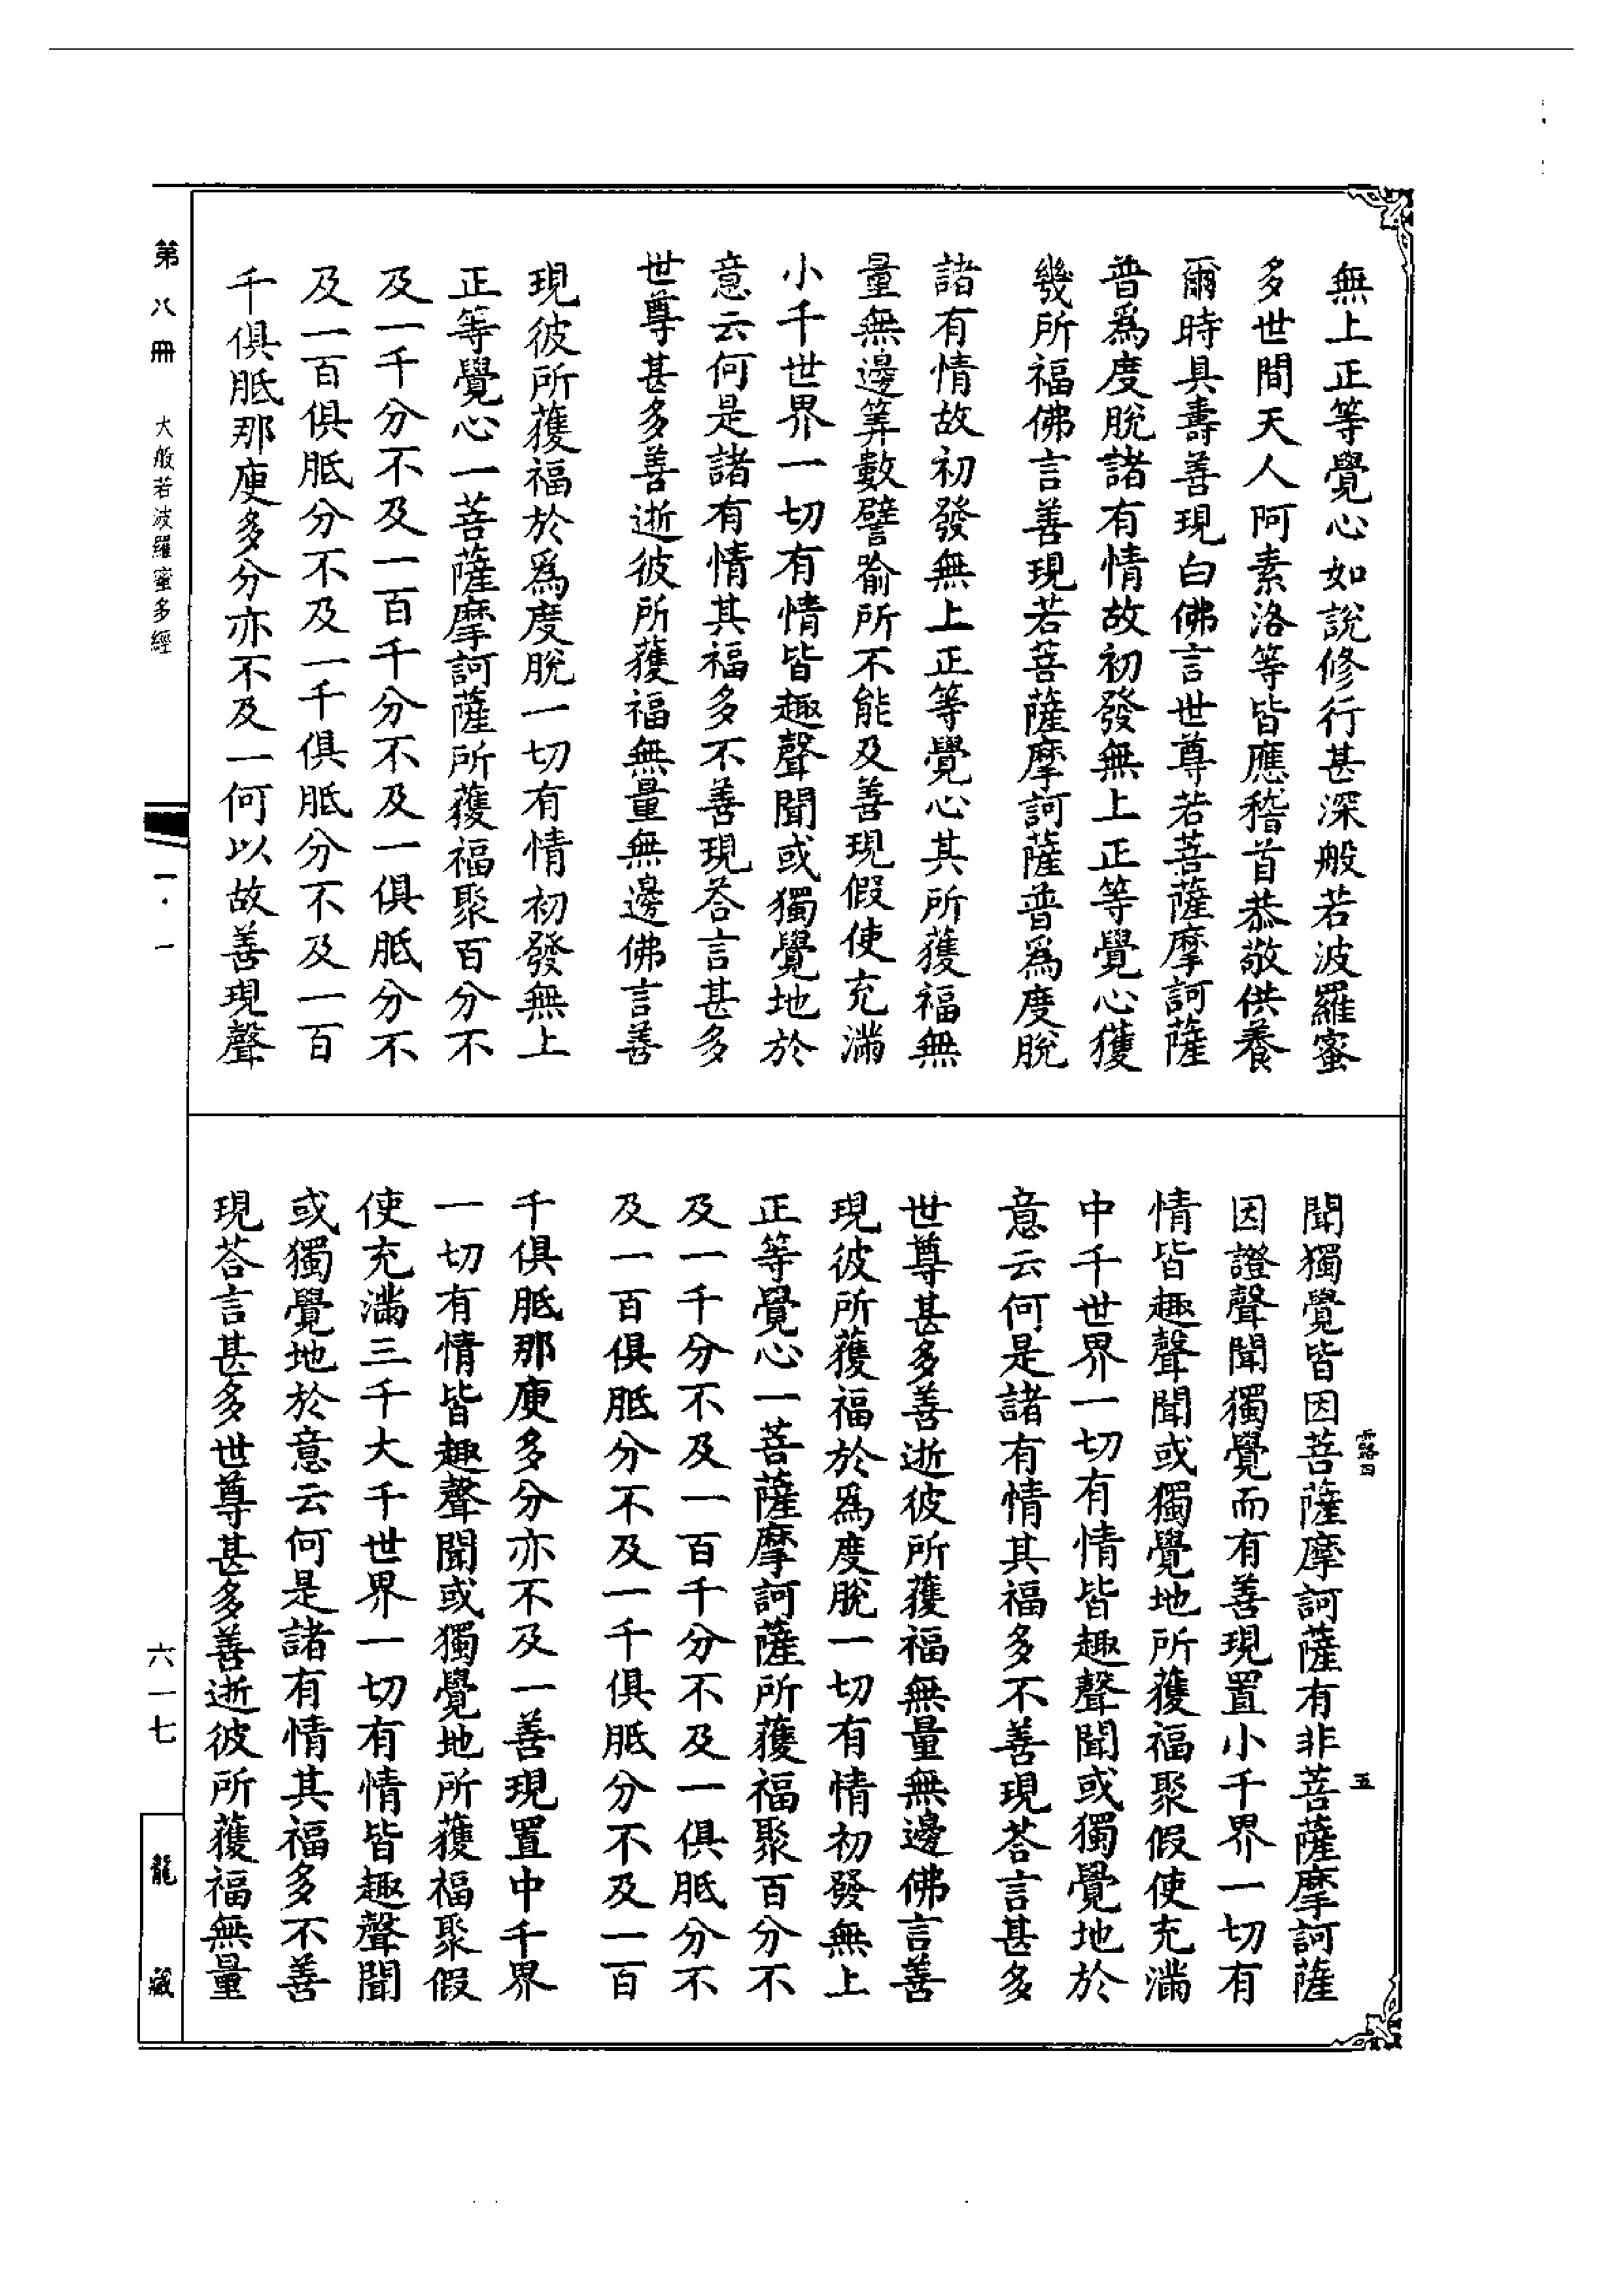 無上正等覺心如說修行甚深般若波羅蜜
多世間天人阿素洛等皆應稽首恭敬供養
爾時具壽善現白佛言世尊若菩薩摩訶薩
普爲度脫諸有情故初發無上正等覺心獲
幾所福佛言善現若菩薩摩訶薩普爲度脫
諸有情故初發無上正等覺心其所獲福無
量無邊筭數譬喻所不能及善現假使充滿
小千世界一切有情皆趣聲聞或獨覺地於
意云何是諸有情其福多不善現荅言甚多
世尊甚多善逝彼所獲福無量無邊佛言善
現彼所獲福於爲度脫一切有情初發無上
正等覺心一菩薩摩訶薩所獲福聚百分不
及一千分不及一百千分不及一俱胝分不
及一百俱胝分不及一千俱胝分不及一百
千俱胝那庾多分亦不及一何以故善現聲
聞獨覺皆因菩薩摩訶薩有非菩薩摩訶薩
因證聲聞獨覺而有善現置小千界一切有
情皆趣聲聞或獨覺地所獲福聚假使充滿
中千世界一切有情皆趣聲聞或獨覺地於
意云何是諸有情其福多不善現荅言甚多
世尊甚多善逝彼所獲福無量無邊佛言善
現彼所獲福於爲度脫一切有情初發無上
正等覺心一菩薩摩訶薩所獲福聚百分不
及一千分不及一百千分不及一俱胝分不
及一百俱胝分不及一千俱胝分不及一百
千俱胝那庾多分亦不及一善現置中千界
一切有情皆趣聲聞或獨覺地所獲福聚假
使充滿三千大千世界一切有情皆趣聲聞
或獨覺地於意云何是諸有情其福多不善
現荅言甚多世尊甚多善逝彼所獲福無量
露四 五
第八冊 大般若波羅蜜多經 一·一
六一七
龍藏